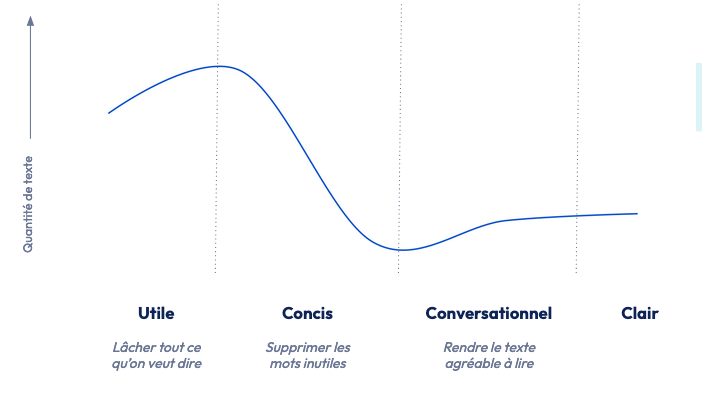 Quantité de texte
Utile
Concis
Conversationnel
Clair
Lâcher tout ce
qu'on veut dire
Supprimer les
mots inutiles
Rendre le texte
agréable à lire